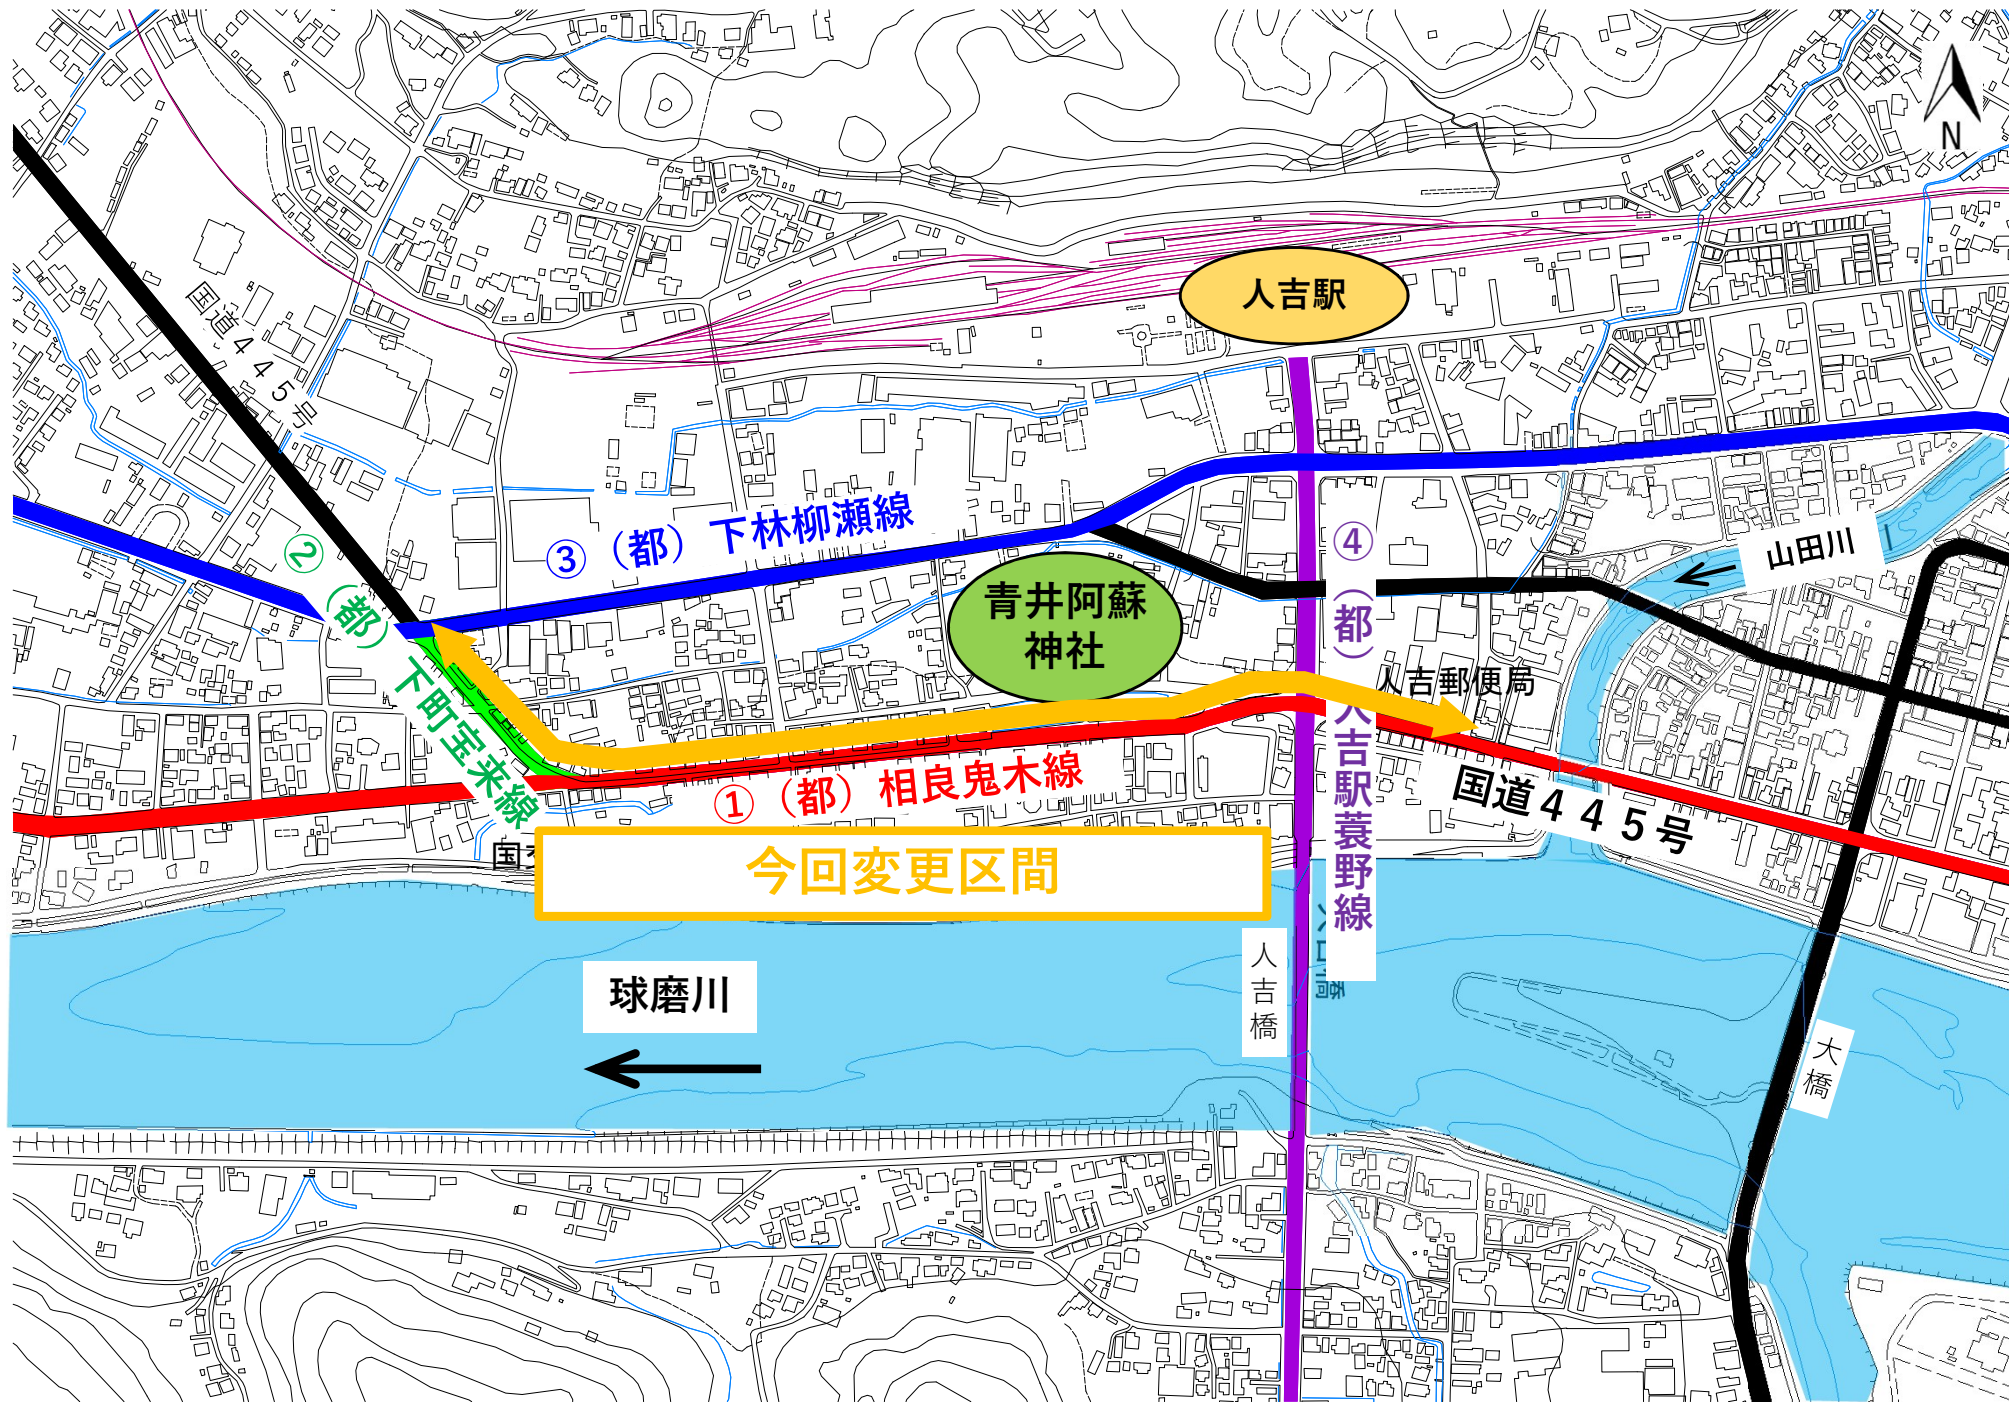 N
人吉駅
国道４４５号
③（都）下林柳瀬線
②（都）下町宝来線
④（都）人吉駅蓑野線
山田川
青井阿蘇
神社
人吉郵便局
国道４４５号
①（都）相良鬼木線
今回変更区間
球磨川
人吉橋
大橋